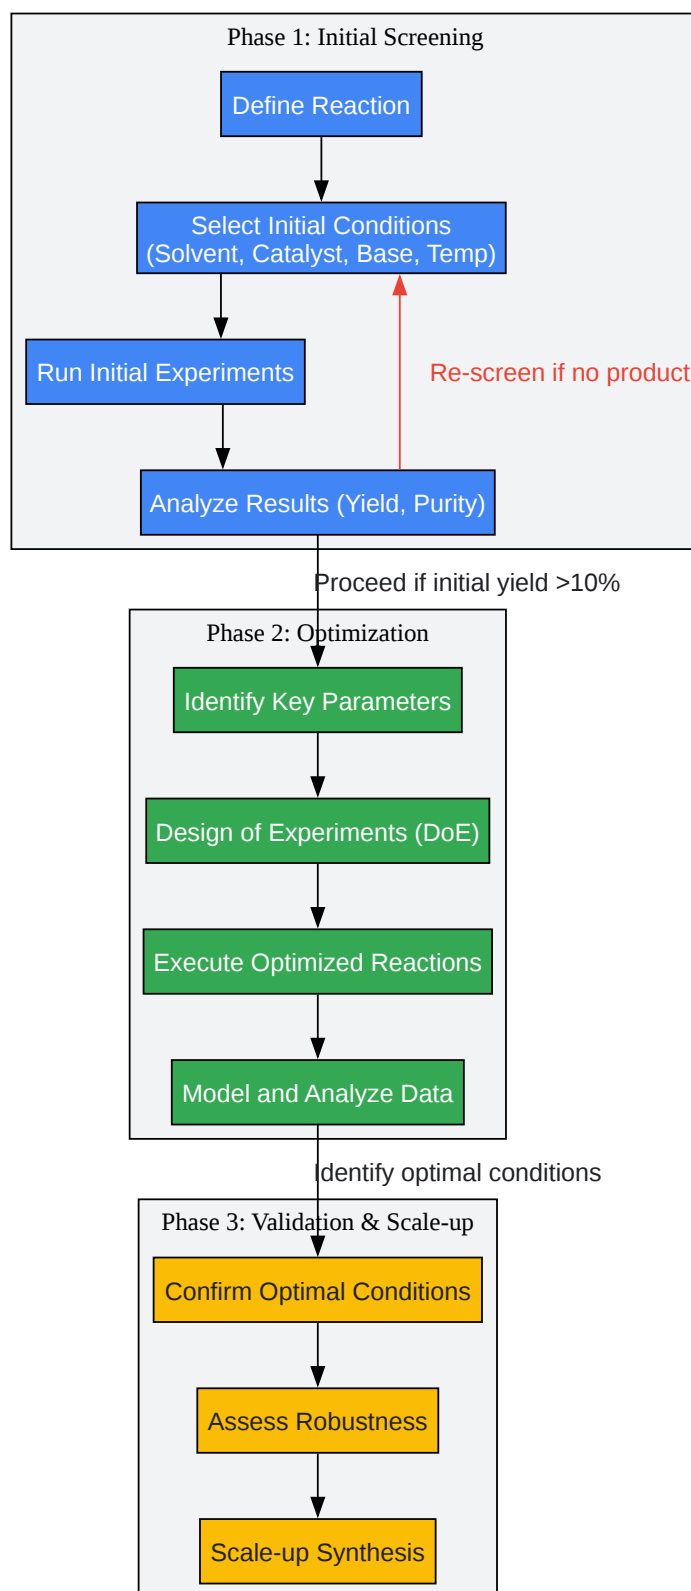 Phase 1: Initial Screening
Define Reaction
Select Initial Conditions
(Solvent, Catalyst, Base, Temp)
Run Initial Experiments
Re-screen if no product
Analyze Results (Yield, Purity)
Proceed if initial yield >10%
Phase 2: Optimization
Identify Key Parameters
Design of Experiments (DoE)
Execute Optimized Reactions
Model and Analyze Data
Identify optimal conditions
Phase 3: Validation & Scale-up
Confirm Optimal Conditions
Assess Robustness
Scale-up Synthesis